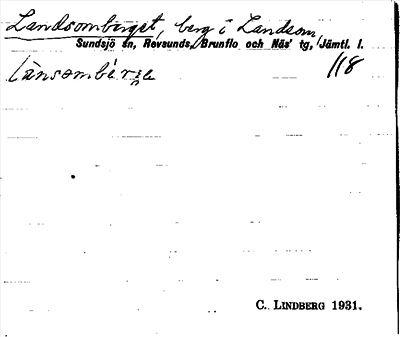 Landsomberget, berg i Landsom,
Sundsjö sn, Revsunds, Brunflo och Näs' tg, Jämtl. l.
118
C. LINDBERG 1931.